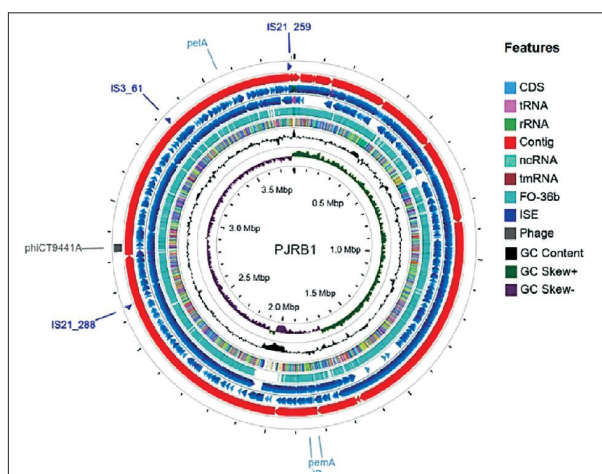 IS21_259
pelA
IS3_61
phiCT9441A
IS21_288
pemA
3.5 Mbp
0.5 Mbp
3.0 Mbp
PJRB1
1.0 Mbp
2.5 Mbp
1.5 Mbp
2.0 Mbp
Features
CDS
tRNA
rRNA
Contig
ncRNA
tmRNA
FO-36b
ISE
Phage
GC Content
GC Skew+
GC Skew-